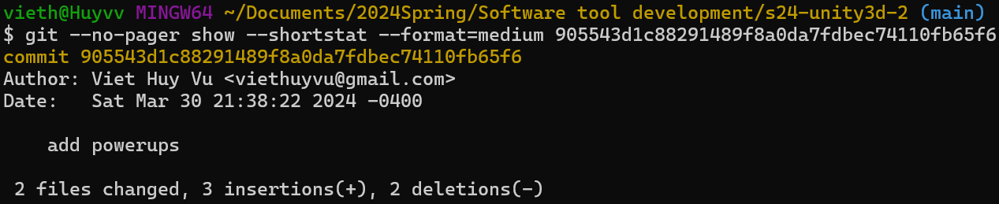 vieth@Huyvv MINGW64 ~/Documents/2024Spring/Software tool development/s24-unity3d-2 (main)
$ git --no-pager show --shortstat --format=medium 905543d1c88291489f8a0da7fdbec74110fb65f6
commit 905543d1c88291489f8a0da7fdbec74110fb65f6
Author: Viet Huy Vu <viethuyvu@gmail.com>
Date:   Sat Mar 30 21:38:22 2024 -0400
    add powerups
 2 files changed, 3 insertions(+), 2 deletions(-)